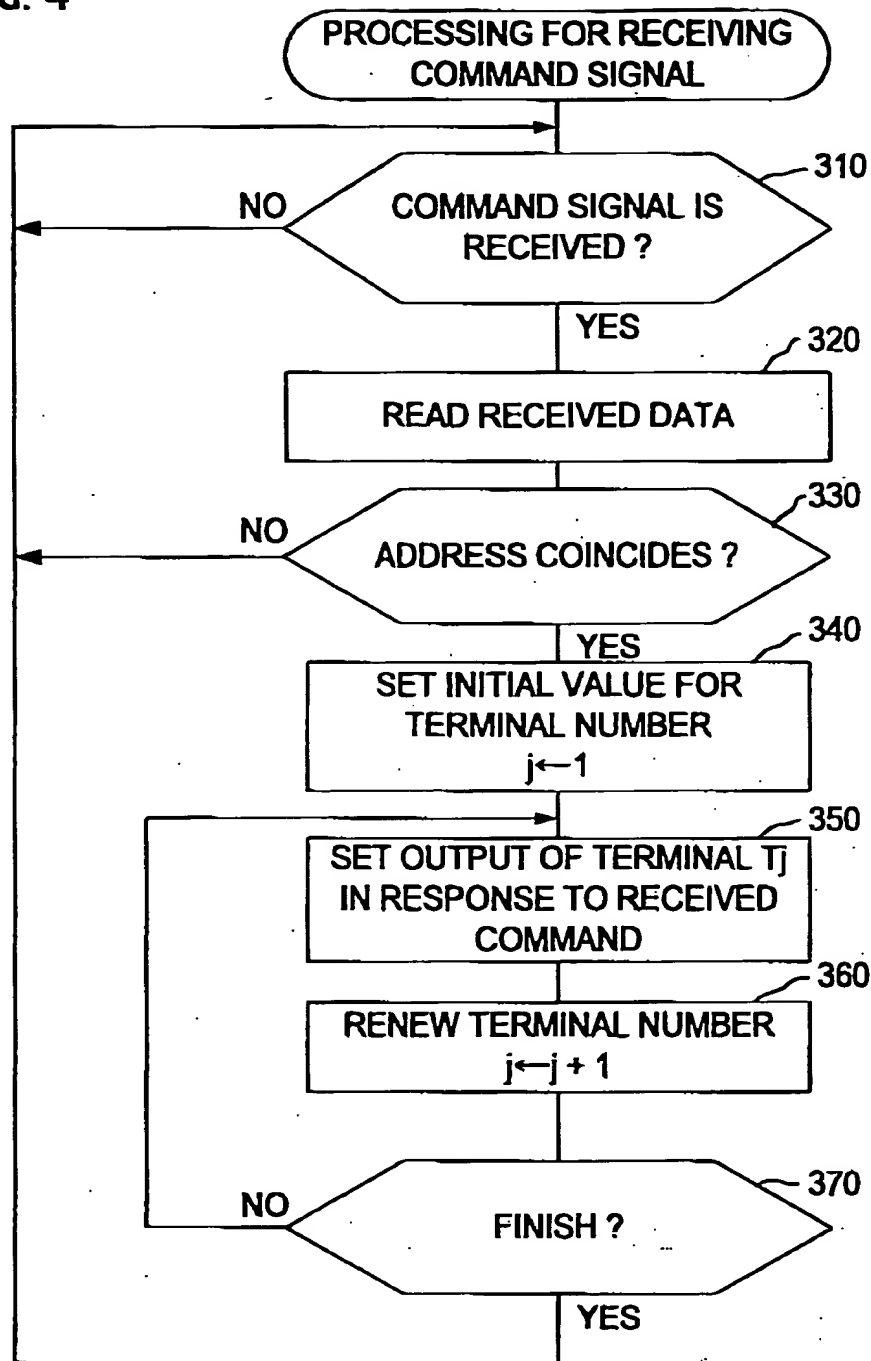 PROCESSING FOR RECEIVING
COMMAND SIGNAL
310
NO
COMMAND SIGNAL IS
RECEIVED ?
YES
320
READ RECEIVED DATA
330
NO
ADDRESS COINCIDES ?
YES
340
SET INITIAL VALUE FOR
TERMINAL NUMBER
j←1
350
SET OUTPUT OF TERMINAL Tj
IN RESPONSE TO RECEIVED
COMMAND
360
RENEW TERMINAL NUMBER
j←j + 1
370
NO
FINISH ?
YES